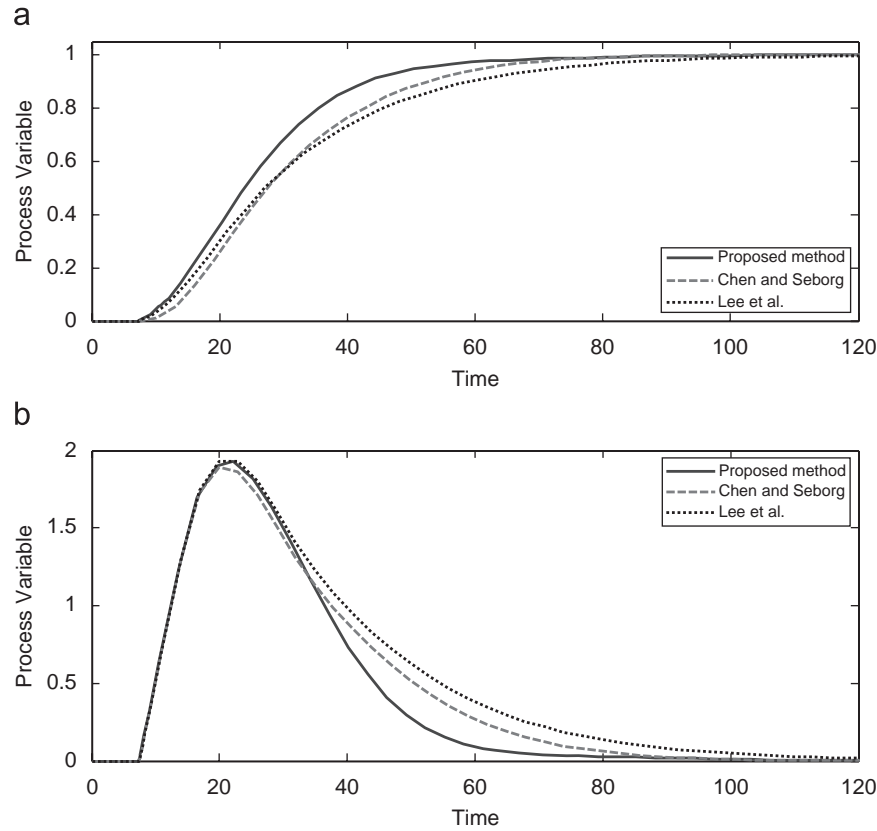 a
1
0.8
0.6
0.4
0.2
0
Process Variable
Proposed method
Chen and Seborg
Lee et al.
0 20 40 60 80 100 120
Time
b
2
1.5
1
0.5
0
Process Variable
Proposed method
Chen and Seborg
Lee et al.
0 20 40 60 80 100 120
Time